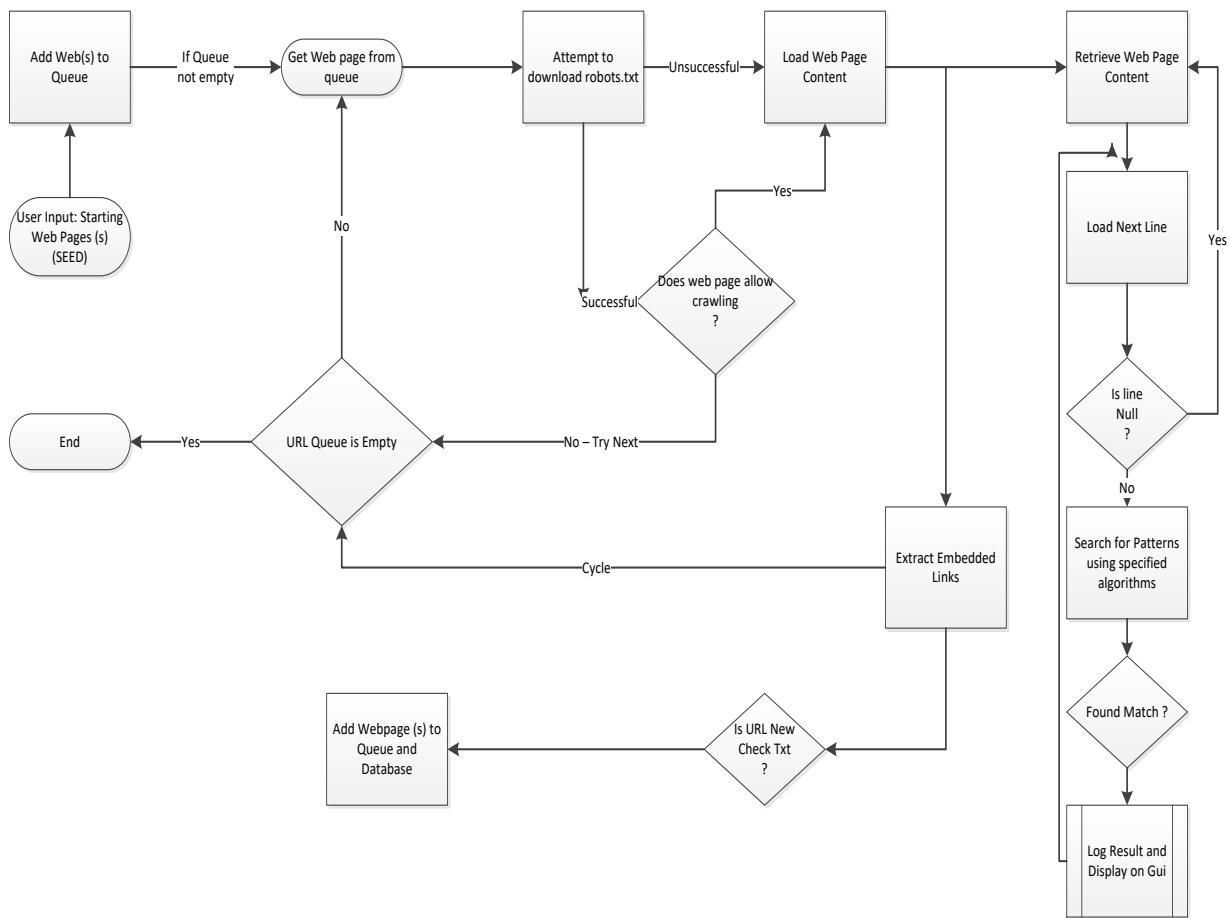 Add Web(s) to
Queue
If Queue
not empty
Get Web page from
queue
Attempt to
download robots.txt
Unsuccessful
Load Web Page
Content
Retrieve Web Page
Content
User Input: Starting
Web Pages (s)
(SEED)
No
Yes
Load Next Line
Yes
Successful
Does web page allow
crawling
?
End
Yes
URL Queue is Empty
No – Try Next
Is line
Null
?
No
Cycle
Extract Embedded
Links
Search for Patterns
using specified
algorithms
Add Webpage (s) to
Queue and
Database
Is URL New
Check Txt
?
Found Match ?
Log Result and
Display on Gui